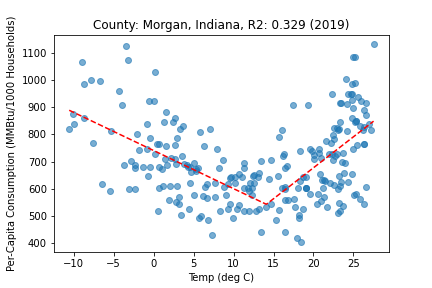 County: Morgan, Indiana, R2: 0.329 (2019)
Per-Capita Consumption (MMBtu/1000 Households)
1100
1000
900
800
700
600
500
400
−10 −5 0 5 10 15 20 25
Temp (deg C)